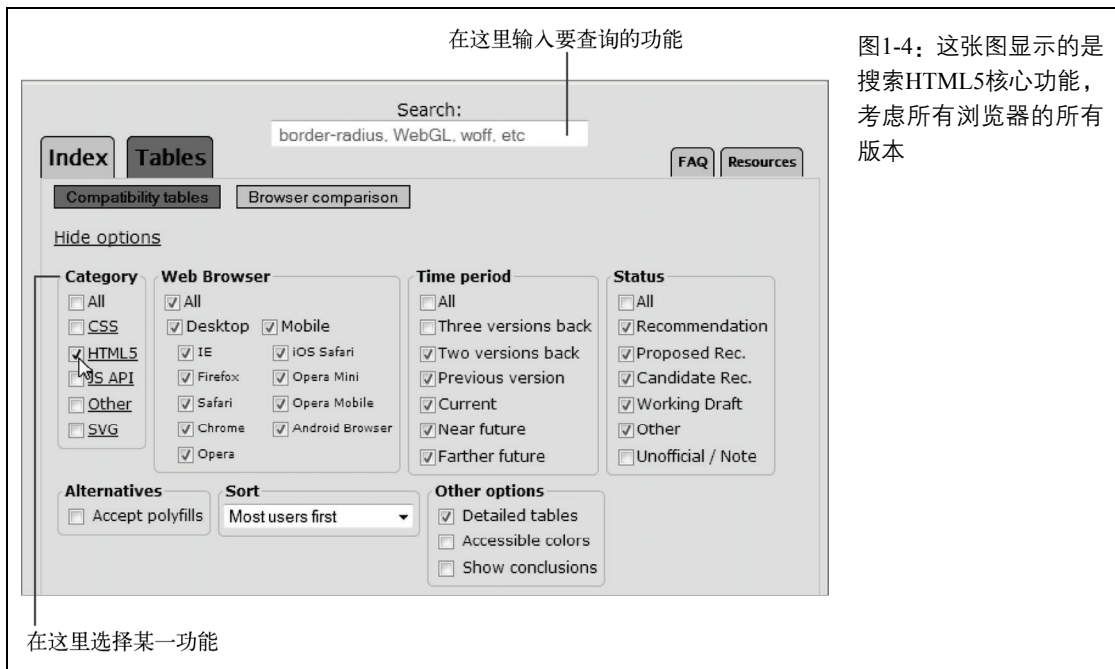 在这里输入要查询的功能
图1-4：这张图显示的是
搜索HTML5核心功能，
考虑所有浏览器的所有
版本
Search:
border-radius, WebGL, woff, etc
Index
Tables
FAQ
Resources
Compatibility tables
Browser comparison
Hide options
Category
All
CSS
HTML5
JS API
Other
SVG
Web Browser
All
Desktop
Mobile
IE
iOS Safari
Firefox
Opera Mini
Safari
Opera Mobile
Chrome
Android Browser
Opera
Time period
All
Three versions back
Two versions back
Previous version
Current
Near future
Farther future
Status
All
Recommendation
Proposed Rec.
Candidate Rec.
Working Draft
Other
Unofficial / Note
Alternatives
Accept polyfills
Sort
Most users first
Other options
Detailed tables
Accessible colors
Show conclusions
在这里选择某一功能